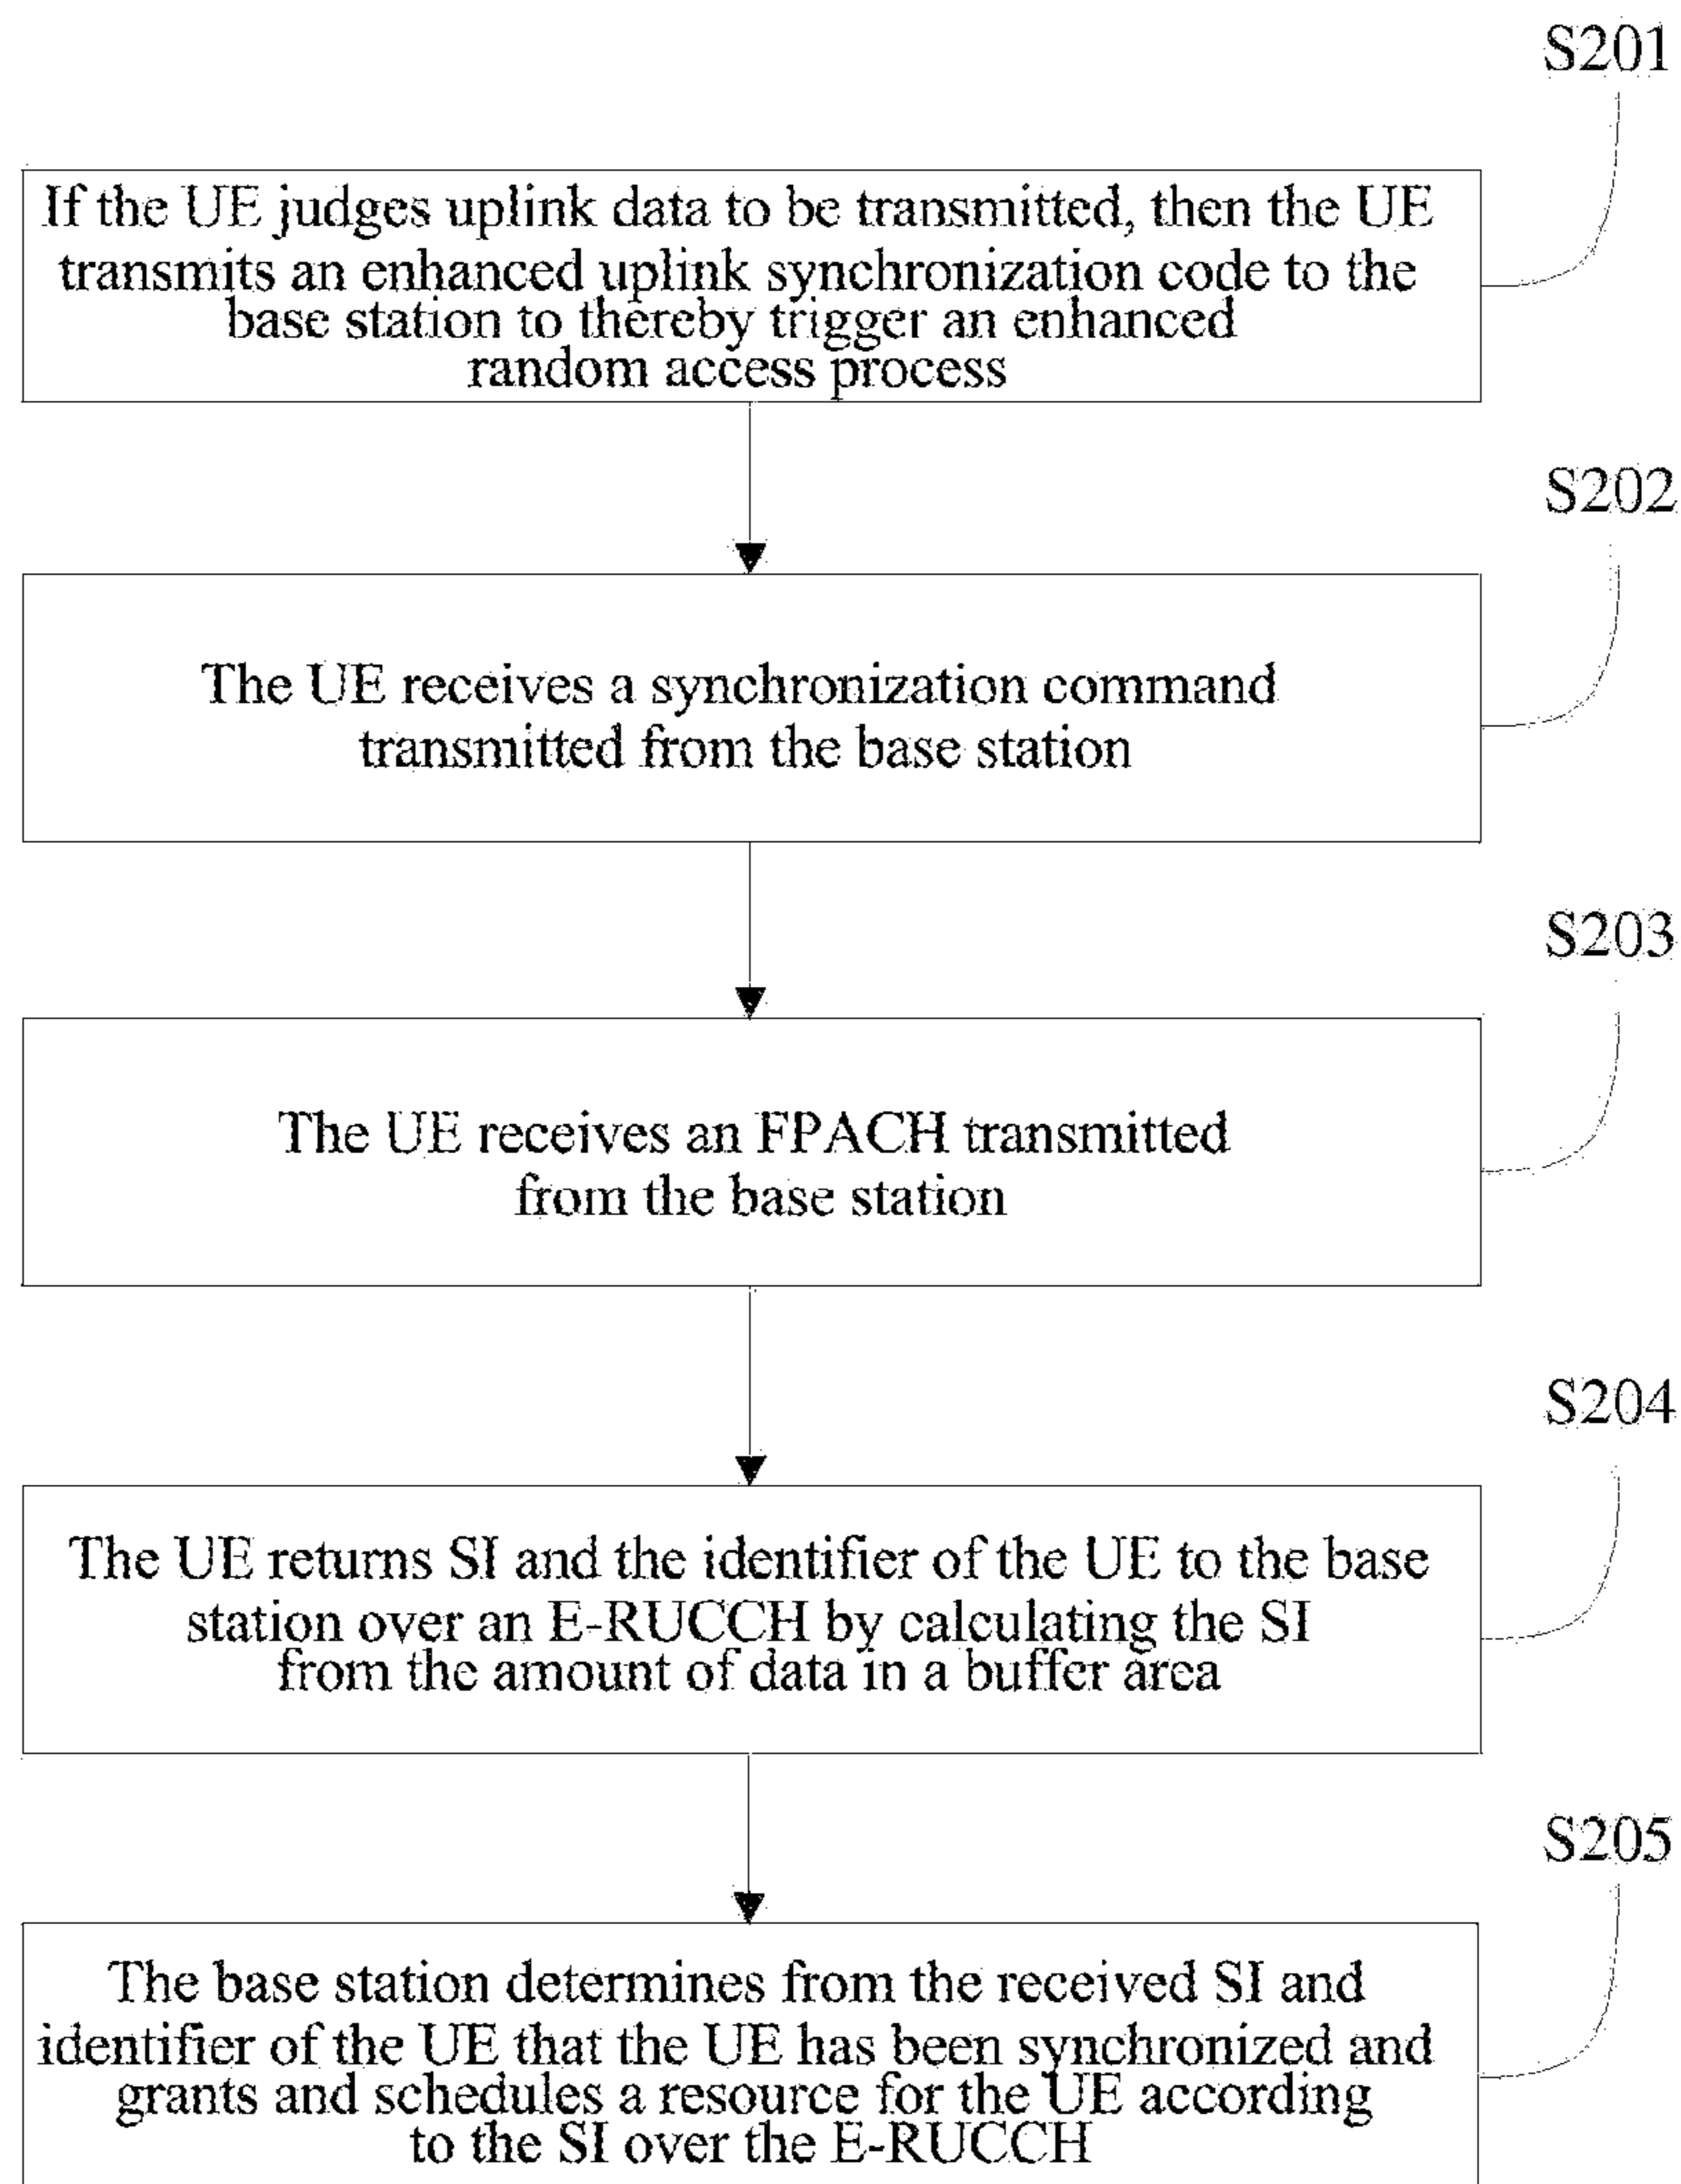 S201
If the UE judges uplink data to be transmitted, then the UE
transmits an enhanced uplink synchronization code to the
base station to thereby trigger an enhanced
random access process
S202
The UE receives a synchronization command
transmitted from the base station
S203
The UE receives an FPACH transmitted
from the base station
S204
The UE returns SI and the identifier of the UE to the base
station over an E-RUCCH by calculating the SI
from the amount of data in a buffer area
S205
The base station determines from the received SI and
identifier of the UE that the UE has been synchronized and
grants and schedules a resource for the UE according
to the SI over the E-RUCCH